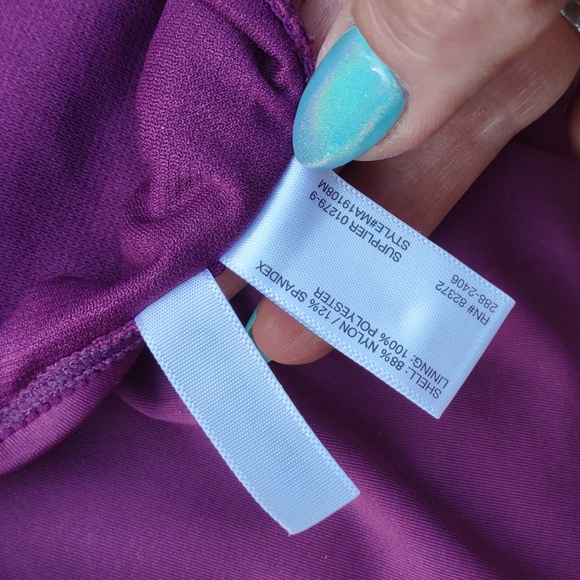 SHELL: 88% NYLON / 12% SPANDEX
LINING: 100% POLYESTER
RN# 82372
288-2406
SUPPLIER 01279-9
STYLE#MA19108M